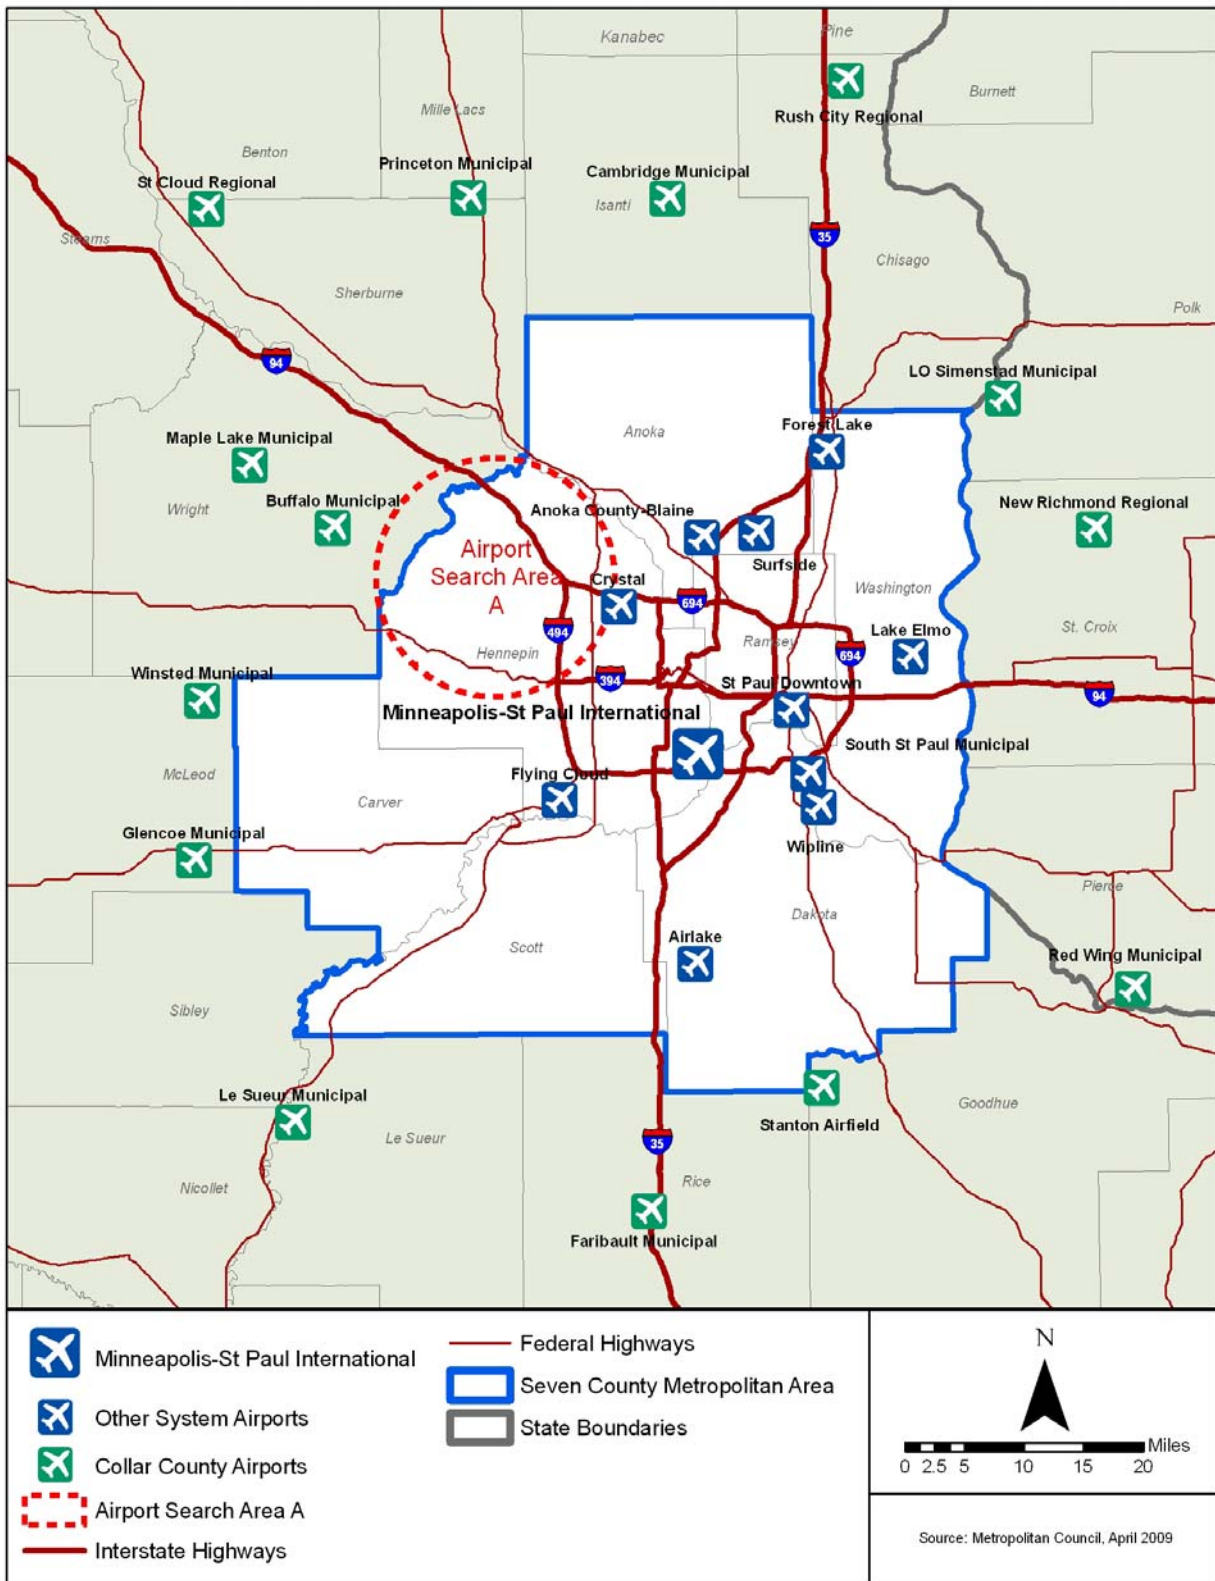 Kanabec
Pine
Burnett
Rush City Regional
Mille Lacs
Benton
Princeton Municipal
Cambridge Municipal
St Cloud Regional
Isanti
Stearns
35
Chisago
Sherburne
Polk
94
LO Simenstad Municipal
Forest Lake
Anoka
Maple Lake Municipal
Buffalo Municipal
Wright
Anoka County-Blaine
New Richmond Regional
Airport
Search Area
A
Surfside
Crystal
Washington
694
494
Ramsey
Lake Elmo
St. Croix
Hennepin
694
Winsted Municipal
394
St Paul Downtown
94
Minneapolis-St Paul International
South St Paul Municipal
McLeod
Flying Cloud
Carver
Glencoe Municipal
Wipline
Pierce
Dakota
Scott
Airlake
Red Wing Municipal
Sibley
Le Sueur Municipal
Goodhue
Stanton Airfield
Le Sueur
35
Nicollet
Rice
Faribault Municipal
Minneapolis-St Paul International
Other System Airports
Collar County Airports
Airport Search Area A
Interstate Highways
Federal Highways
Seven County Metropolitan Area
State Boundaries
N
Miles
0 2.5 5 10 15 20
Source: Metropolitan Council, April 2009